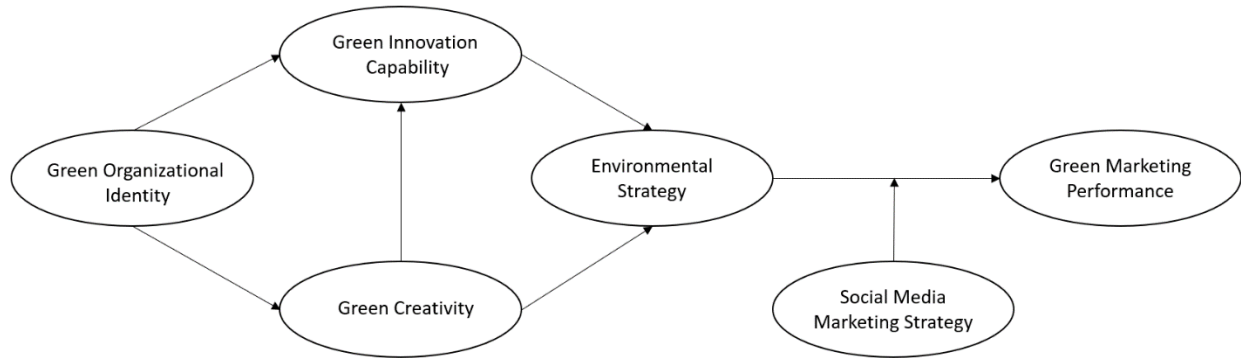 Green Innovation
Capability
Green Organizational
Identity
Environmental
Strategy
Green Marketing
Performance
Green Creativity
Social Media
Marketing Strategy